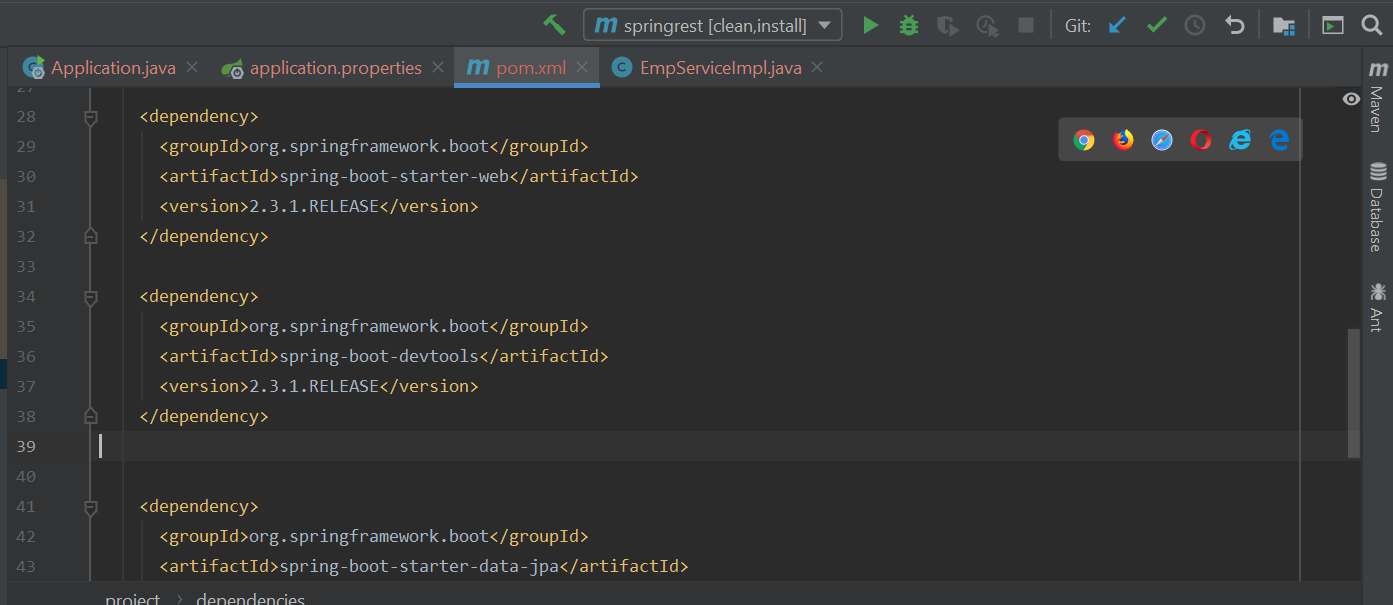 springrest [clean,install]
Git:
Application.java
application.properties
m pom.xml
C EmpServiceImpl.java
m Maven
Database
Ant
27
28 <dependency>
29 <groupId>org.springframework.boot</groupId>
30 <artifactId>spring-boot-starter-web</artifactId>
31 <version>2.3.1.RELEASE</version>
32 </dependency>
33
34 <dependency>
35 <groupId>org.springframework.boot</groupId>
36 <artifactId>spring-boot-devtools</artifactId>
37 <version>2.3.1.RELEASE</version>
38 </dependency>
39
40
41 <dependency>
42 <groupId>org.springframework.boot</groupId>
43 <artifactId>spring-boot-starter-data-jpa</artifactId>
project › dependencies